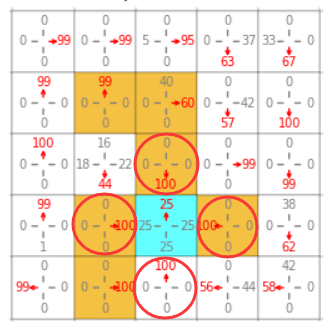 0 0 0 0 0
0 99 0 99 5 95 0 37 33 0
0 0 0 63 67
99 99 40 0 0
0 0 0 0 0 60 0 42 0 0
0 0 0 57 100
100 16 0 0 0
0 0 18 22 0 0 0 99 0 0
0 44 100 0 99
99 0 25 0 38
0 0 0 100 25 25 100 0 0 0
1 0 25 0 62
0 0 100 0 42
99 0 0 100 0 0 56 44 58 0
0 0 0 0 0